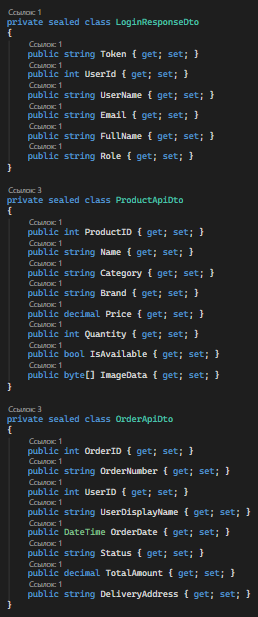 Ссылок: 1
private sealed class LoginResponseDto
{
Ссылок: 1
public string Token { get; set; }
Ссылок: 1
public int UserId { get; set; }
Ссылок: 1
public string UserName { get; set; }
Ссылок: 1
public string Email { get; set; }
Ссылок: 1
public string FullName { get; set; }
Ссылок: 1
public string Role { get; set; }
}
Ссылок: 3
private sealed class ProductApiDto
{
Ссылок: 1
public int ProductID { get; set; }
Ссылок: 1
public string Name { get; set; }
Ссылок: 1
public string Category { get; set; }
Ссылок: 1
public string Brand { get; set; }
Ссылок: 1
public decimal Price { get; set; }
Ссылок: 1
public int Quantity { get; set; }
Ссылок: 1
public bool IsAvailable { get; set; }
Ссылок: 1
public byte[] ImageData { get; set; }
}
Ссылок: 3
private sealed class OrderApiDto
{
Ссылок: 1
public int OrderID { get; set; }
Ссылок: 1
public string OrderNumber { get; set; }
Ссылок: 1
public int UserID { get; set; }
Ссылок: 1
public string UserDisplayName { get; set; }
Ссылок: 1
public DateTime OrderDate { get; set; }
Ссылок: 1
public string Status { get; set; }
Ссылок: 1
public decimal TotalAmount { get; set; }
Ссылок: 1
public string DeliveryAddress { get; set; }
}